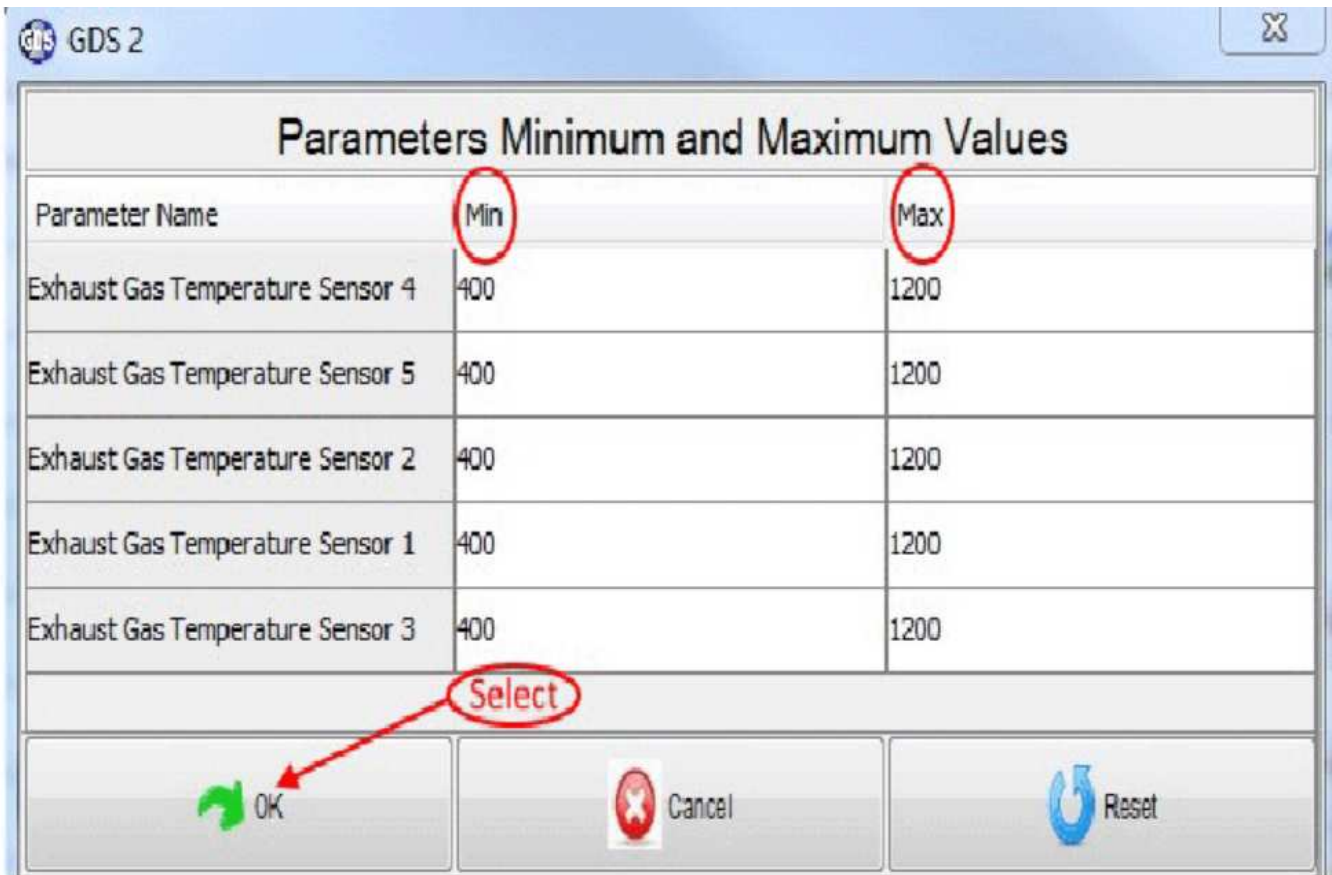 GDS GDS 2
Parameters Minimum and Maximum Values
Parameter Name Min Max
Exhaust Gas Temperature Sensor 4 400 1200
Exhaust Gas Temperature Sensor 5 400 1200
Exhaust Gas Temperature Sensor 2 400 1200
Exhaust Gas Temperature Sensor 1 400 1200
Exhaust Gas Temperature Sensor 3 400 1200
Select
OK Cancel Reset